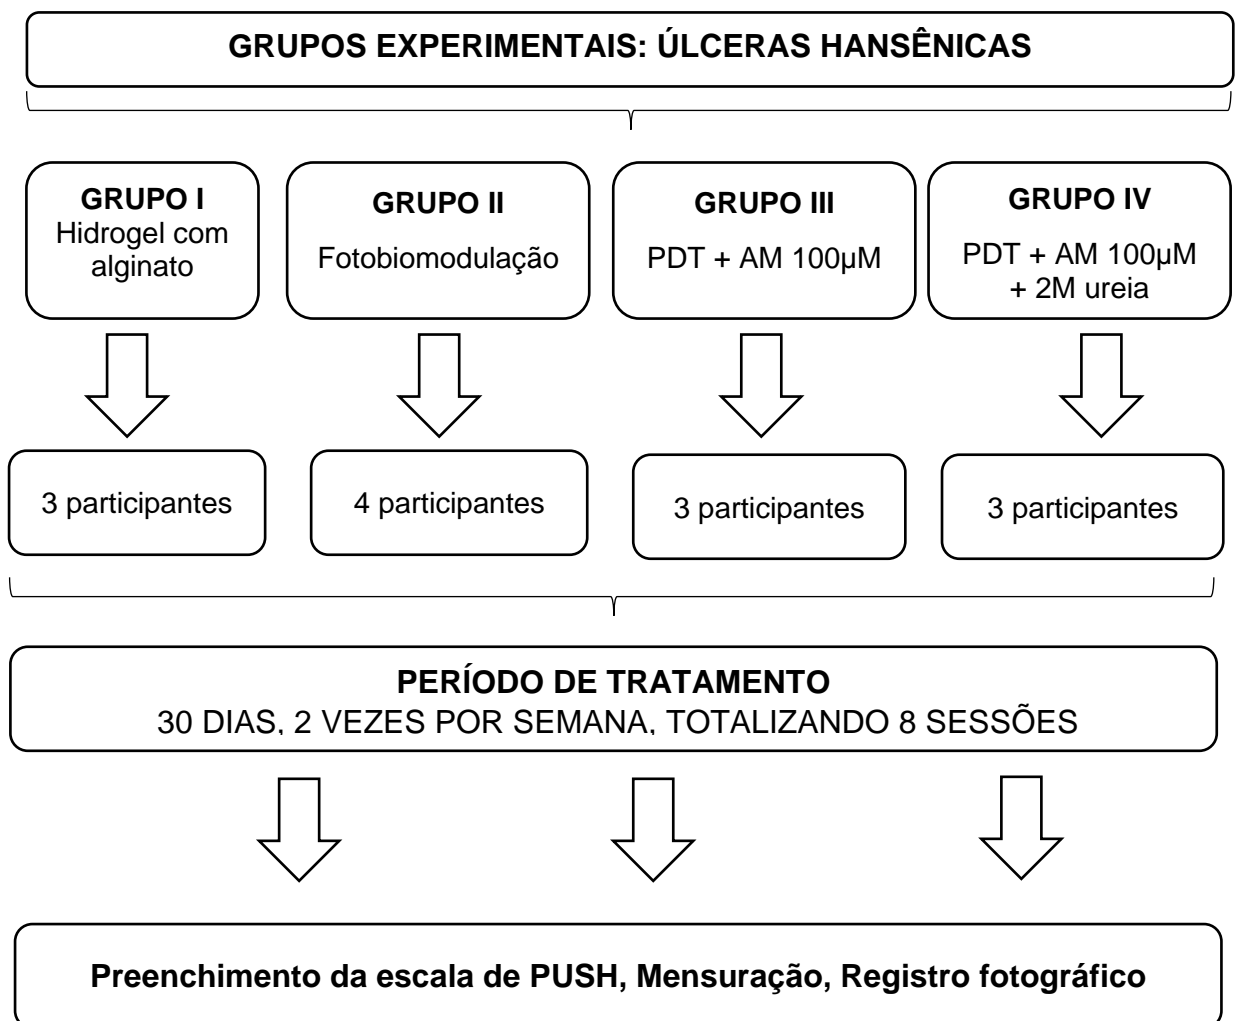 GRUPOS EXPERIMENTAIS: ÚLCERAS HANSÊNICAS
GRUPO I
Hidrogel com
alginato
GRUPO II
Fotobiomodulação
GRUPO III
PDT + AM 100µM
GRUPO IV
PDT + AM 100µM
+ 2M ureia
3 participantes
4 participantes
3 participantes
3 participantes
PERÍODO DE TRATAMENTO
30 DIAS, 2 VEZES POR SEMANA, TOTALIZANDO 8 SESSÕES
Preenchimento da escala de PUSH, Mensuração, Registro fotográfico